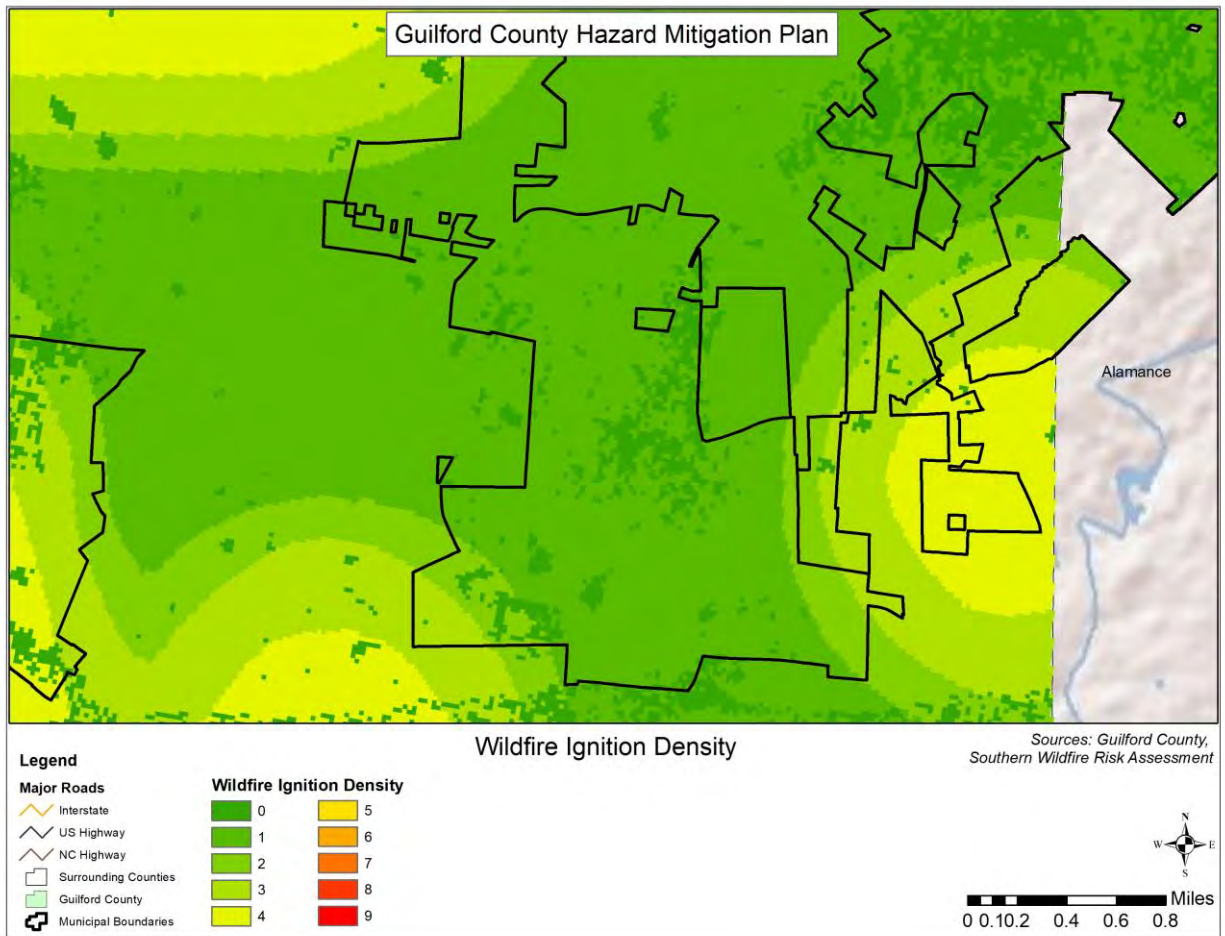 Guilford County Hazard Mitigation Plan
Alamance
Wildfire Ignition Density
Sources: Guilford County,
Southern Wildfire Risk Assessment
Legend
Major Roads
Interstate
US Highway
NC Highway
Surrounding Counties
Guilford County
Municipal Boundaries
Wildfire Ignition Density
0
1
2
3
4
5
6
7
8
9
N
W E
S
Miles
0 0.10.2 0.4 0.6 0.8